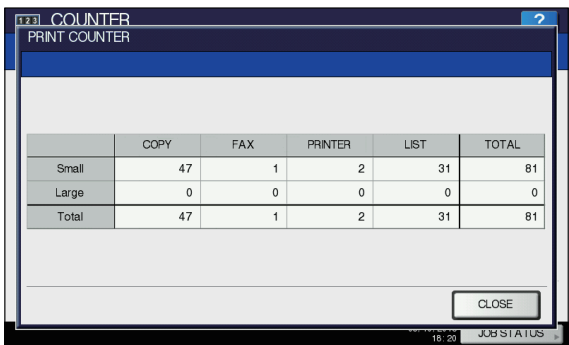 123 COUNTER ?
PRINT COUNTER
COPY FAX PRINTER LIST TOTAL
Small 47 1 2 31 81
Large 0 0 0 0 0
Total 47 1 2 31 81
CLOSE
18:20 JOB STATUS